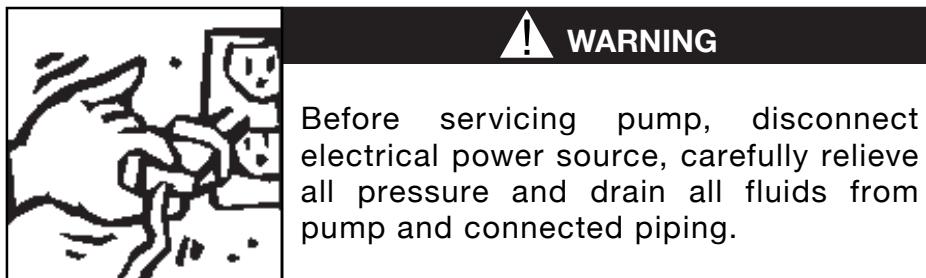 WARNING
Before servicing pump, disconnect
electrical power source, carefully relieve
all pressure and drain all fluids from
pump and connected piping.